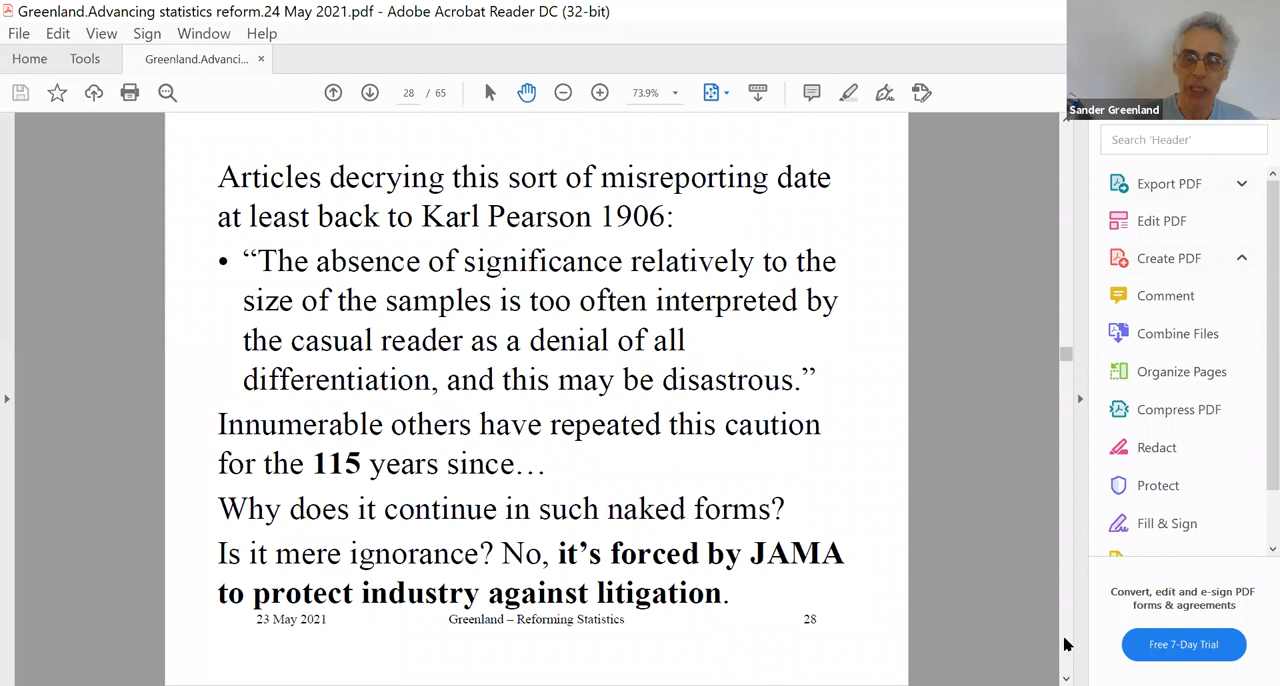 Greenland.Advancing statistics reform.24 May 2021.pdf - Adobe Acrobat Reader DC (32-bit)
File Edit View Sign Window Help
Home Tools Greenland.Advanci... ×
28 / 65 73.9%
Sander Greenland
Articles decrying this sort of misreporting date
at least back to Karl Pearson 1906:
• “The absence of significance relatively to the
size of the samples is too often interpreted by
the casual reader as a denial of all
differentiation, and this may be disastrous.”
Innumerable others have repeated this caution
for the 115 years since…
Why does it continue in such naked forms?
Is it mere ignorance? No, it’s forced by JAMA
to protect industry against litigation.
23 May 2021 Greenland – Reforming Statistics 28
Search 'Header'
Export PDF
Edit PDF
Create PDF
Comment
Combine Files
Organize Pages
Compress PDF
Redact
Protect
Fill & Sign
Convert, edit and e-sign PDF
forms & agreements
Free 7-Day Trial